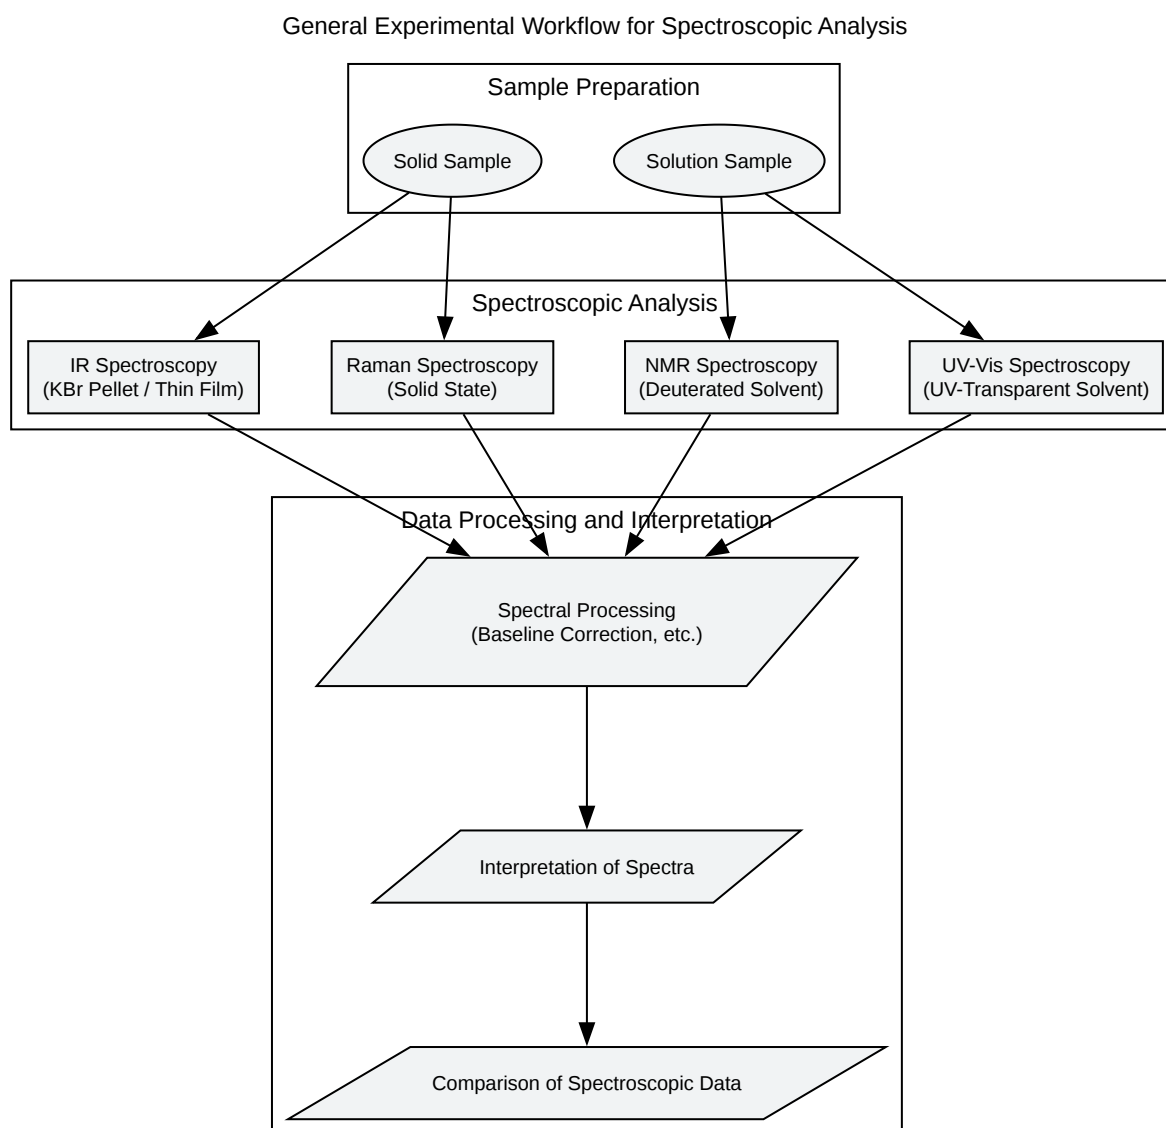 General Experimental Workflow for Spectroscopic Analysis
Sample Preparation
Solid Sample
Solution Sample
Spectroscopic Analysis
IR Spectroscopy
(KBr Pellet / Thin Film)
Raman Spectroscopy
(Solid State)
NMR Spectroscopy
(Deuterated Solvent)
UV-Vis Spectroscopy
(UV-Transparent Solvent)
Data Processing and Interpretation
Spectral Processing
(Baseline Correction, etc.)
Interpretation of Spectra
Comparison of Spectroscopic Data